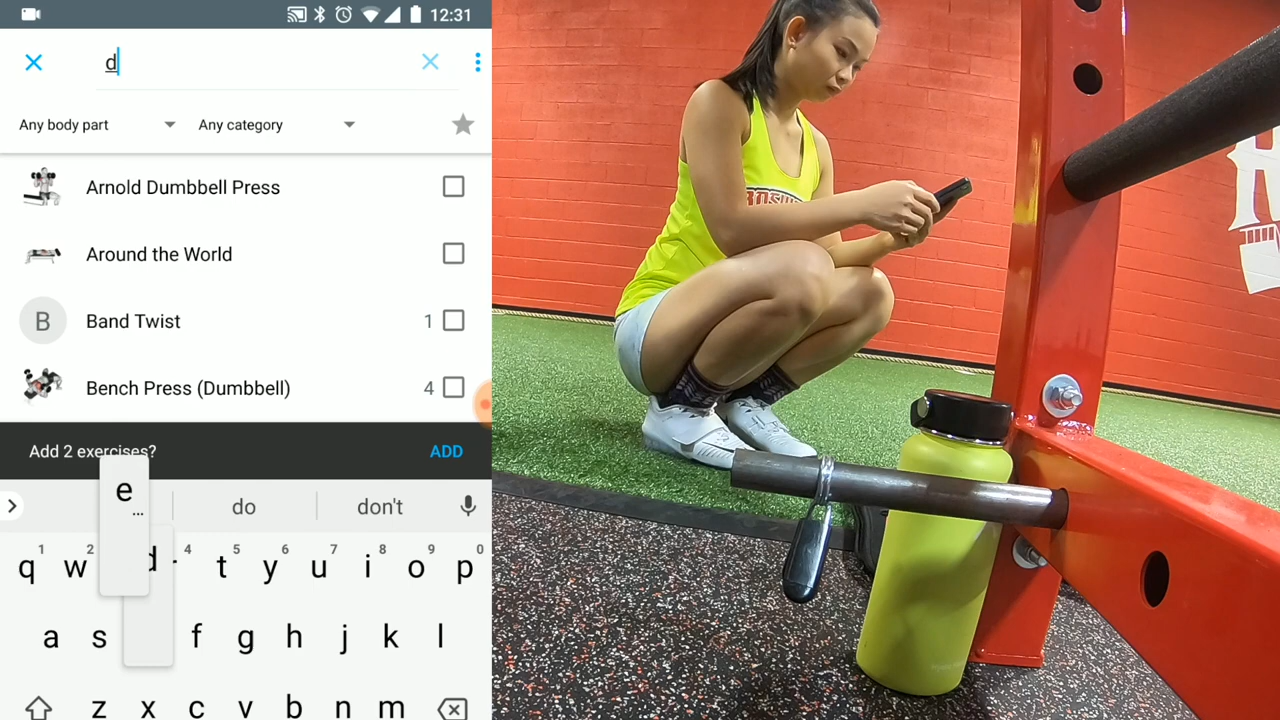 12:31
d
Any body part
Any category
Arnold Dumbbell Press
Around the World
B
Band Twist
1
Bench Press (Dumbbell)
4
Add 2 exercises?
ADD
e
...
do
don't
1 2 4 5 6 7 8 9 0
q w d t y u i o p
a s f g h j k l
z x c v b n m